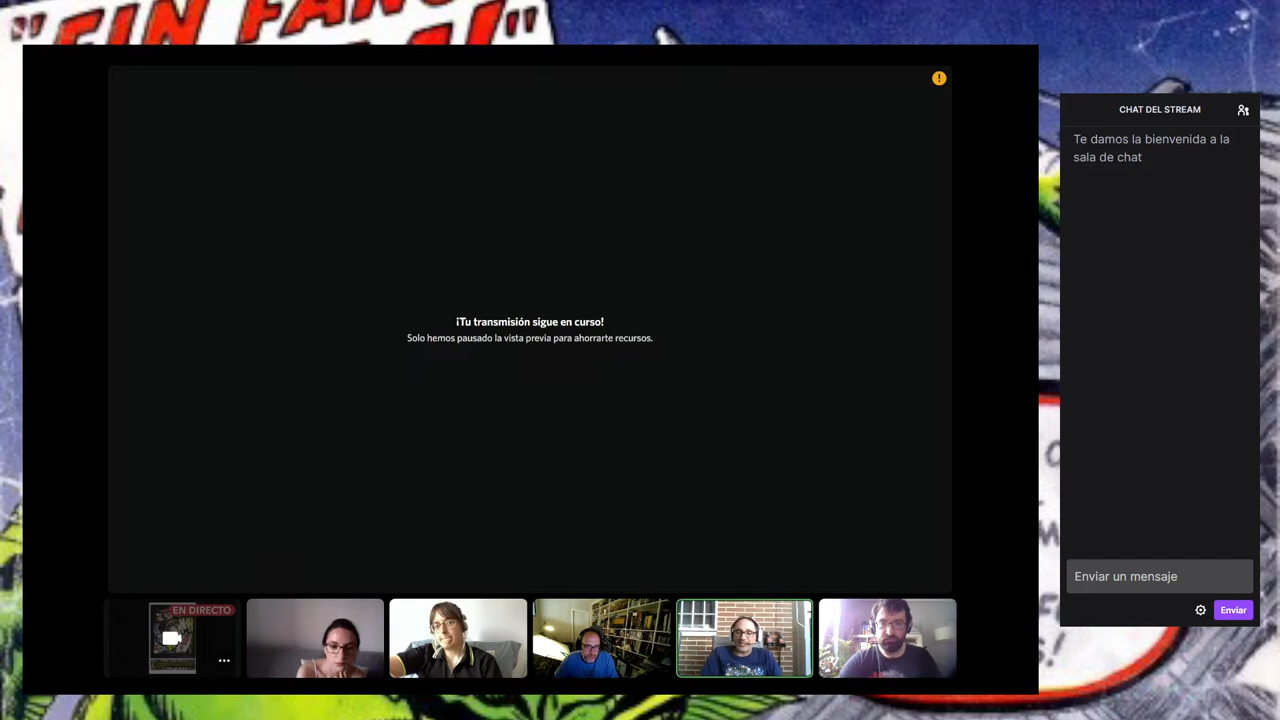 "FIN FANG
CHAT DEL STREAM
Te damos la bienvenida a la
sala de chat
¡Tu transmisión sigue en curso!
Solo hemos pausado la vista previa para ahorrarte recursos.
Enviar un mensaje
EN DIRECTO
Enviar